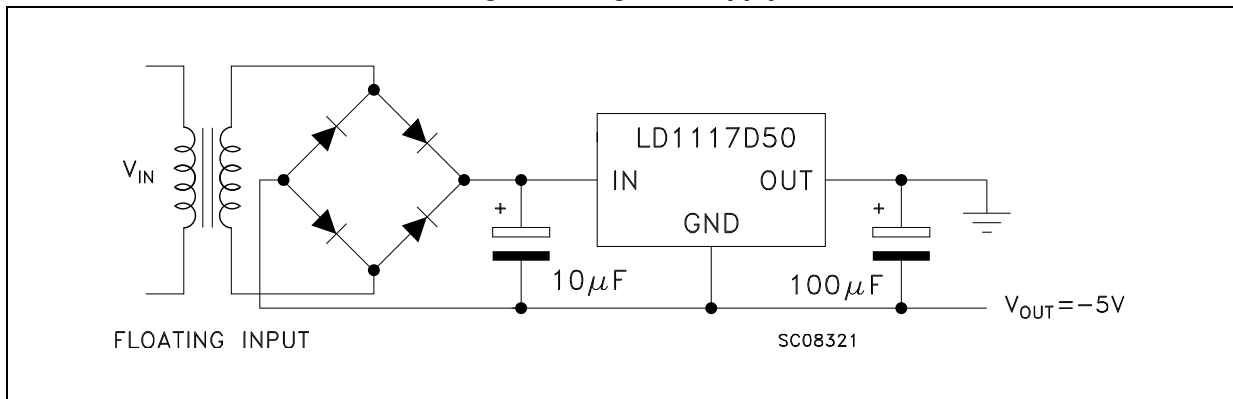 LD1117D50
V_IN
IN OUT
+ +
GND
10μF 100μF
V_OUT=-5V
FLOATING INPUT
SC08321